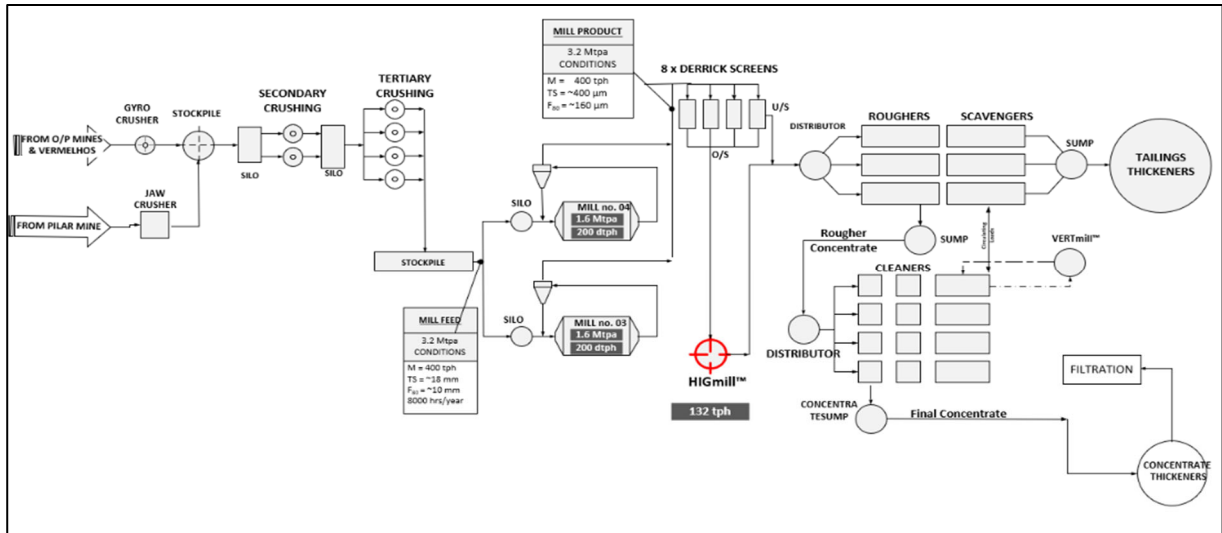 MILL PRODUCT
3.2 Mtpa
CONDITIONS
M = 400 tph
TS = ~400 µm
F80 = ~160 µm
8 x DERRICK SCREENS
U/S
O/S
TERTIARY
CRUSHING
SECONDARY
CRUSHING
GYRO
CRUSHER
STOCKPILE
FROM O/P MINES
& VERMELHOS
SILO
SILO
JAW
CRUSHER
FROM PILAR MINE
STOCKPILE
SILO
MILL no. 04
1.6 Mtpa
200 dtph
SILO
MILL no. 03
1.6 Mtpa
200 dtph
MILL FEED
3.2 Mtpa
CONDITIONS
M = 400 tph
TS = ~18 mm
F80 = ~10 mm
8000 hrs/year
HIGmill™
132 tph
DISTRIBUTOR
ROUGHERS
SCAVENGERS
SUMP
TAILINGS
THICKENERS
Rougher
Concentrate
SUMP
Circulating
Loads
VERTmill™
CLEANERS
DISTRIBUTOR
CONCENTRA
TESUMP
Final Concentrate
FILTRATION
CONCENTRATE
THICKENERS